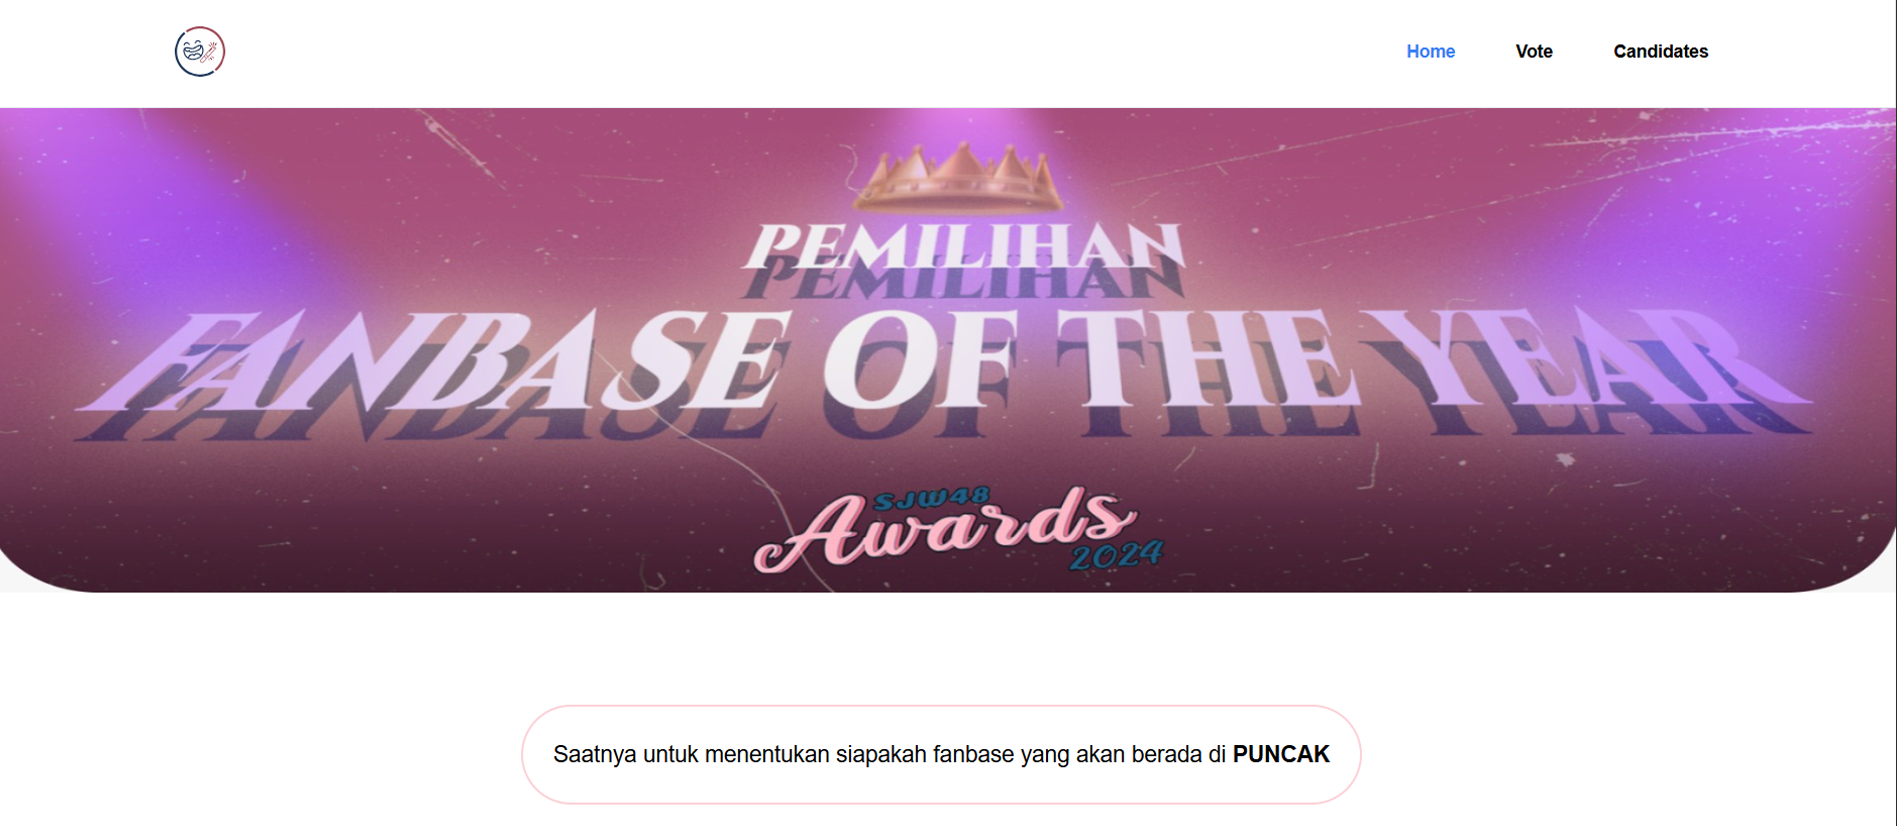 Home Vote Candidates
PEMILIHAN
FANBASE OF THE YEAR
SJW48
Awards
2024
Saatnya untuk menentukan siapakah fanbase yang akan berada di PUNCAK